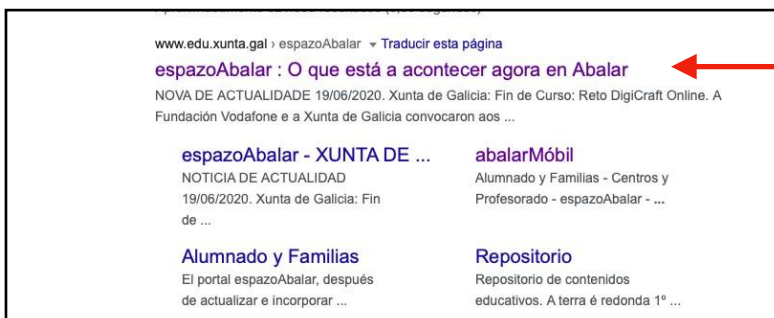 www.edu.xunta.gal › espazoAbalar ▾ Traducir esta página
espazoAbalar : O que está a acontecer agora en Abalar
NOVA DE ACTUALIDADE 19/06/2020. Xunta de Galicia: Fin de Curso: Reto DigiCraft Online. A
Fundación Vodafone e a Xunta de Galicia convocaron aos ...
espazoAbalar - XUNTA DE ...
NOTICIA DE ACTUALIDAD
19/06/2020. Xunta de Galicia: Fin
de ...
abalarMóbil
Alumnado y Familias - Centros y
Profesorado - espazoAbalar - ...
Alumnado y Familias
El portal espazoAbalar, después
de actualizar e incorporar ...
Repositorio
Repositorio de contenidos
educativos. A terra é redonda 1º ...